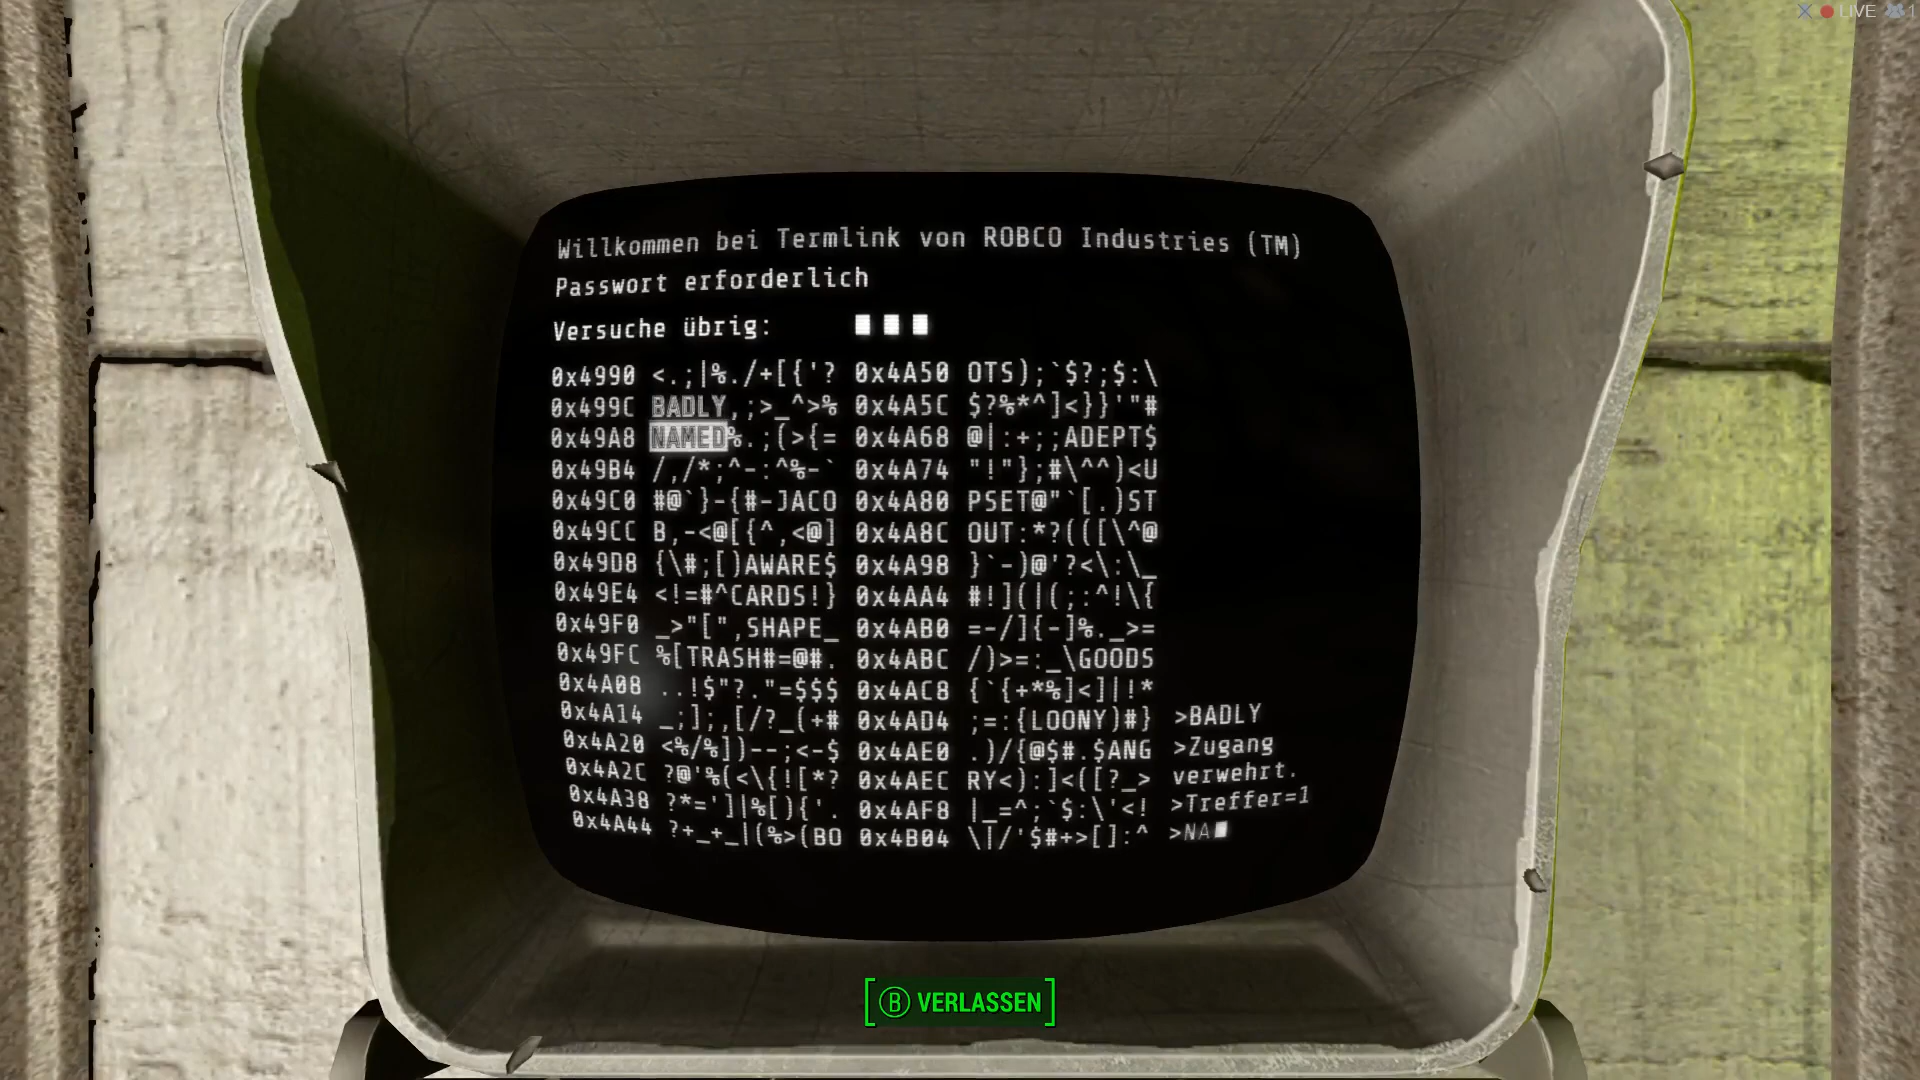 LIVE 1
Willkommen bei Termlink von ROBCO Industries (TM)
Passwort erforderlich
Versuche übrig:
0x4990 <.;|%./+[{'? 0x4A50 OTS);`$?;$:\
0x499C BADLY,;>_^>% 0x4A5C $?%*^]<}}'"#
0x49A8 NAMED%.;(>{= 0x4A68 @|:+;;ADEPT$
0x49B4 /,/*;^-:^%-` 0x4A74 "!"};#\^^)<U
0x49C0 #@`}-{#-JACO 0x4A80 PSET@"`[.)ST
0x49CC B,-<@[{^,<@] 0x4A8C OUT:*?(([\^@
0x49D8 {\#;[)AWARE$ 0x4A98 }`-)@'?<\:\_
0x49E4 <!=#^CARDS!} 0x4AA4 #!](|(;:^!\{
0x49F0 _>"[",SHAPE_ 0x4AB0 =-/]{-]%._>=
0x49FC %[TRASH#=@#. 0x4ABC /)>=:_\GOODS
0x4A08 ..!$"?."=$$$ 0x4AC8 {`{+*%]<]|!*
0x4A14 _;];,[/?_(+# 0x4AD4 ;=:{LOONY)#} >BADLY
0x4A20 <%/%])--;<-$ 0x4AE0 .)/{@$#.$ANG >Zugang
0x4A2C ?@'%(<\{![*? 0x4AEC RY<):]<([?_> verwehrt.
0x4A38 ?*=']|%[){'. 0x4AF8 |_=^;`$:\'<! >Treffer=1
0x4A44 ?+_+_|(%>(BO 0x4B04 \|/'$#+>[]:^ >NA
B VERLASSEN